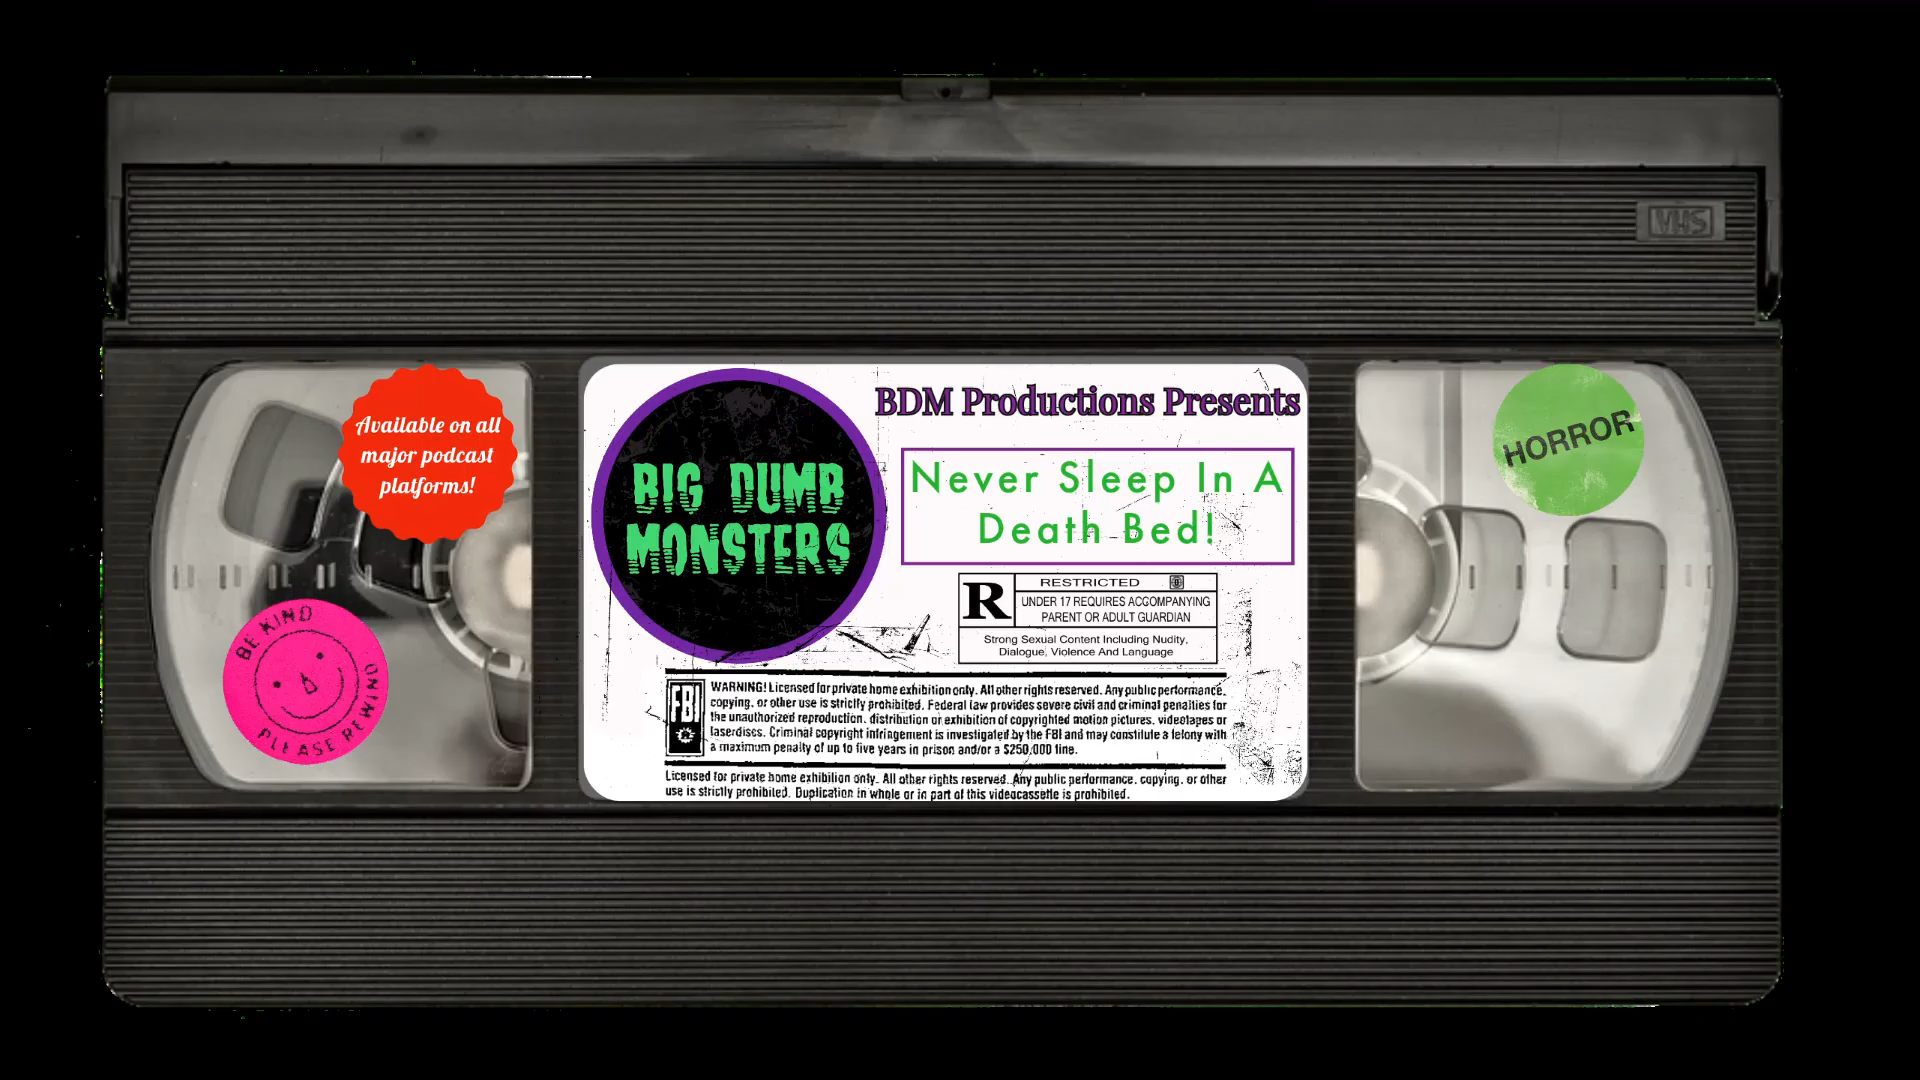 VHS
Available on all
major podcast
platforms!
BE KIND
PLEASE REWIND
BIG DUMB
MONSTERS
BDM Productions Presents
Never Sleep In A
Death Bed!
R
RESTRICTED
UNDER 17 REQUIRES ACCOMPANYING
PARENT OR ADULT GUARDIAN
Strong Sexual Content Including Nudity,
Dialogue, Violence And Language
FBI
WARNING! Licensed for private home exhibition only. All other rights reserved. Any public performance,
copying, or other use is strictly prohibited. Federal law provides severe civil and criminal penalties for
the unauthorized reproduction, distribution or exhibition of copyrighted motion pictures, videotapes or
laserdiscs. Criminal copyright infringement is investigated by the FBI and may constitute a felony with
a maximum penalty of up to five years in prison and/or a $250,000 fine.
Licensed for private home exhibition only. All other rights reserved. Any public performance, copying, or other
use is strictly prohibited. Duplication in whole or in part of this videocassette is prohibited.
HORROR